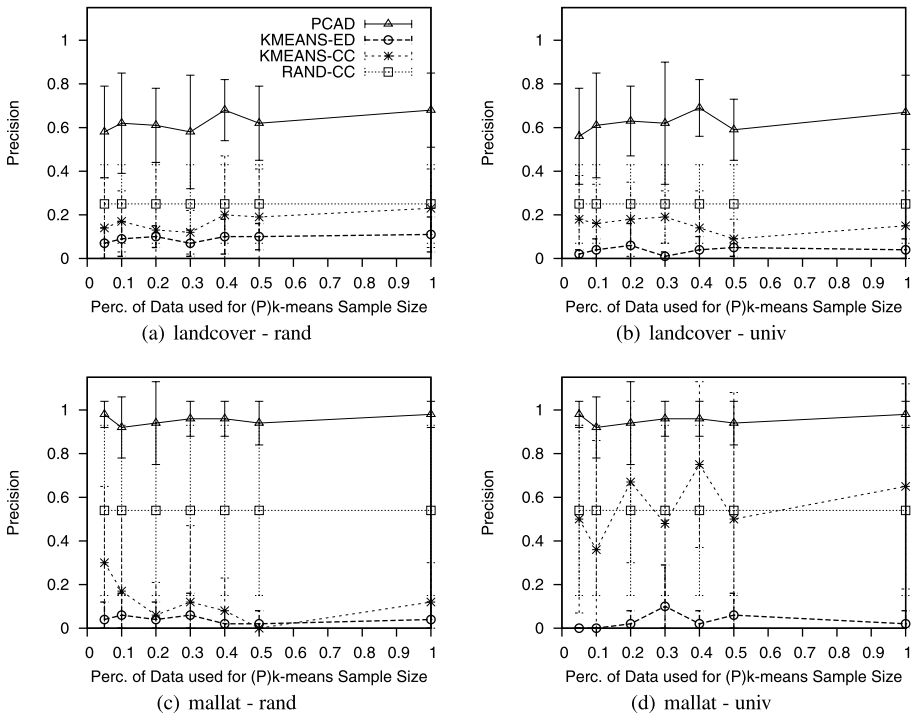 PCAD
KMEANS-ED
KMEANS-CC
RAND-CC
Precision
1
0.8
0.6
0.4
0.2
0
0 0.1 0.2 0.3 0.4 0.5 0.6 0.7 0.8 0.9 1
Perc. of Data used for (P)k-means Sample Size
(a) landcover - rand
Precision
1
0.8
0.6
0.4
0.2
0
0 0.1 0.2 0.3 0.4 0.5 0.6 0.7 0.8 0.9 1
Perc. of Data used for (P)k-means Sample Size
(b) landcover - univ
Precision
1
0.8
0.6
0.4
0.2
0
0 0.1 0.2 0.3 0.4 0.5 0.6 0.7 0.8 0.9 1
Perc. of Data used for (P)k-means Sample Size
(c) mallat - rand
Precision
1
0.8
0.6
0.4
0.2
0
0 0.1 0.2 0.3 0.4 0.5 0.6 0.7 0.8 0.9 1
Perc. of Data used for (P)k-means Sample Size
(d) mallat - univ